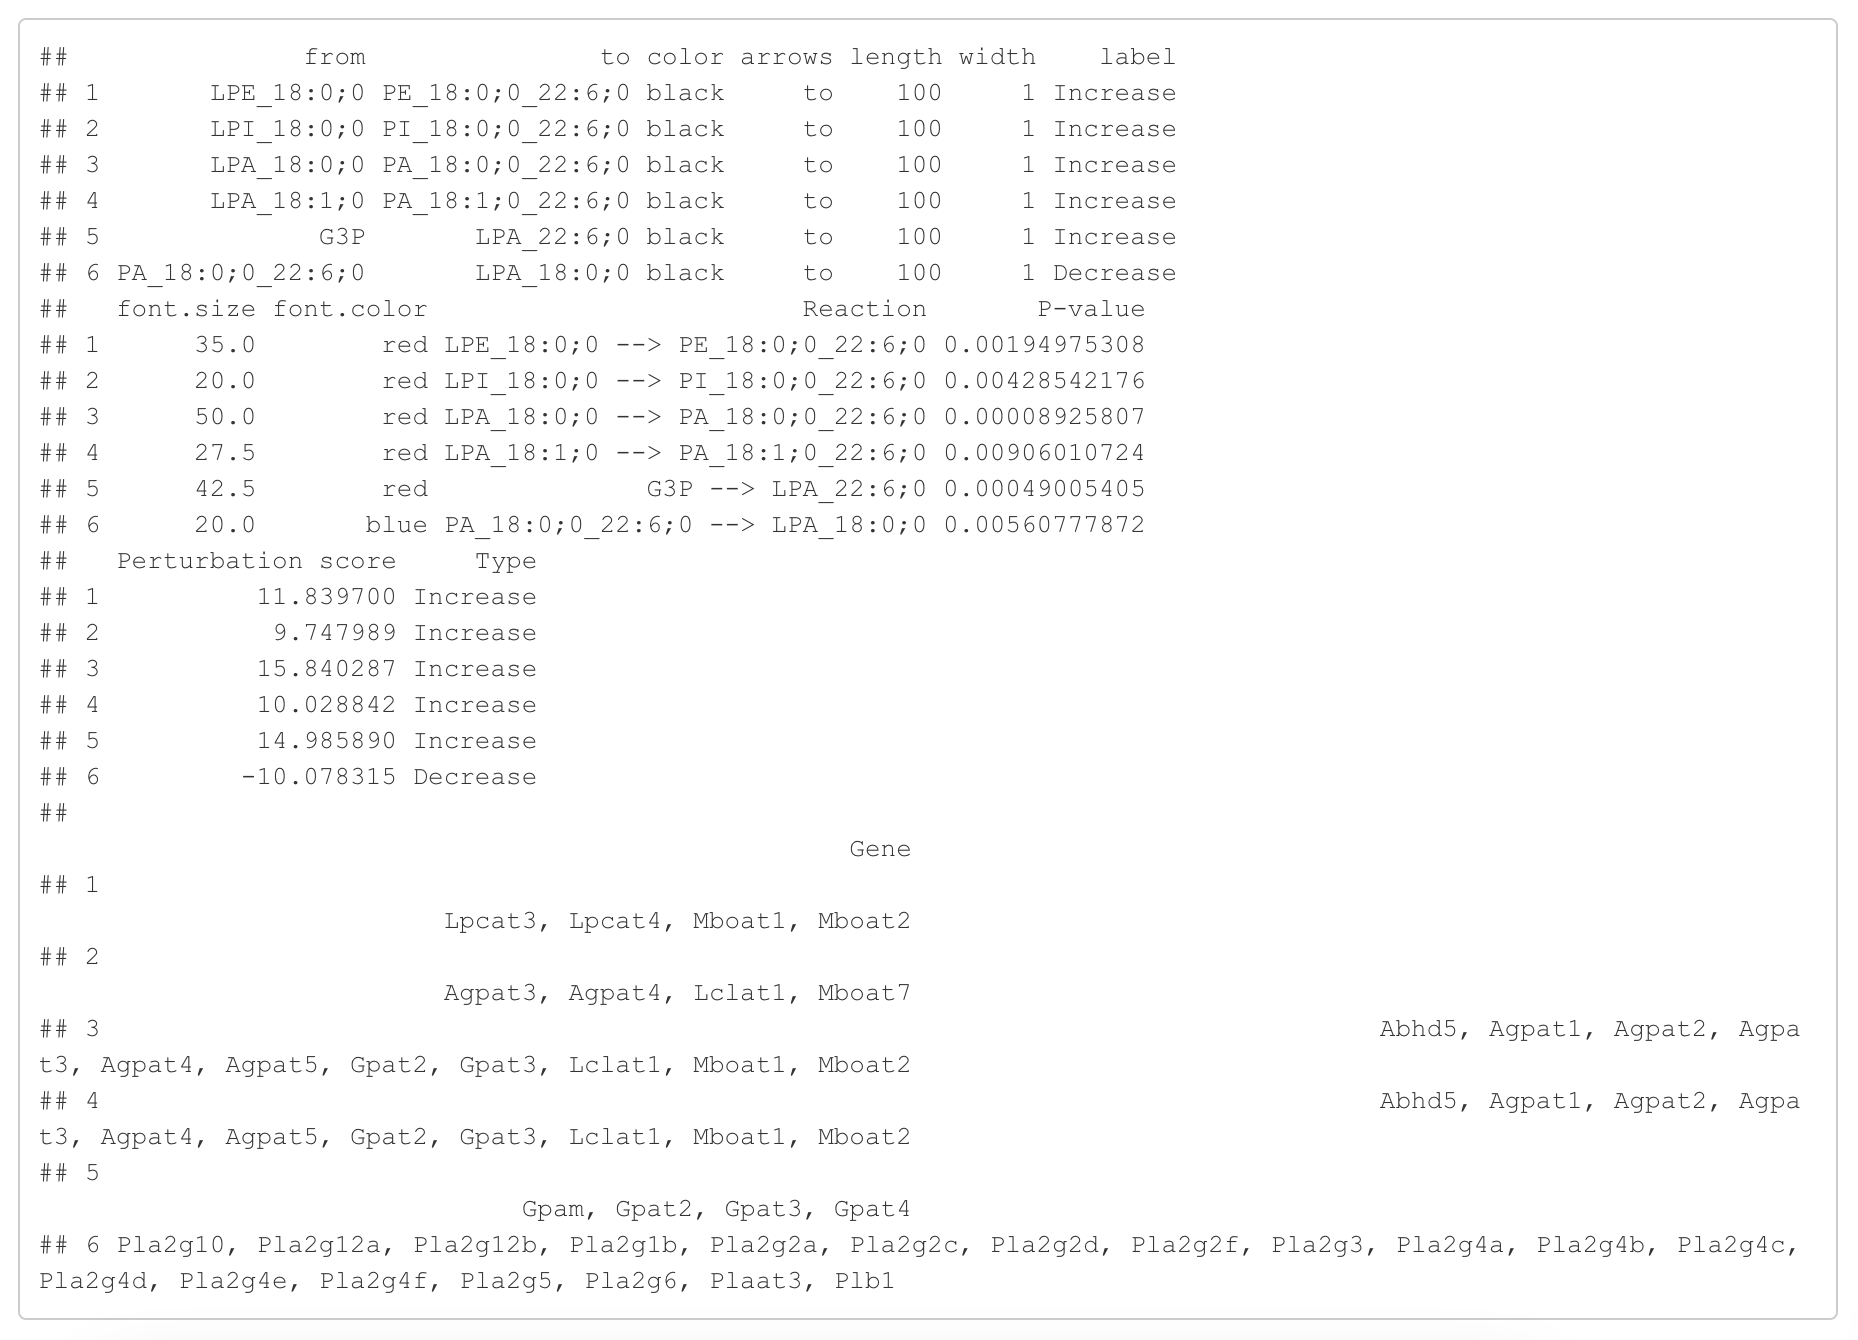 ##                 from               to color arrows length width    label
## 1       LPE_18:0;0 PE_18:0;0_22:6;0 black     to    100     1 Increase
## 2       LPI_18:0;0 PI_18:0;0_22:6;0 black     to    100     1 Increase
## 3       LPA_18:0;0 PA_18:0;0_22:6;0 black     to    100     1 Increase
## 4       LPA_18:1;0 PA_18:1;0_22:6;0 black     to    100     1 Increase
## 5              G3P       LPA_22:6;0 black     to    100     1 Increase
## 6 PA_18:0;0_22:6;0       LPA_18:0;0 black     to    100     1 Decrease
##   font.size font.color                        Reaction       P-value
## 1      35.0        red LPE_18:0;0 --> PE_18:0;0_22:6;0 0.00194975308
## 2      20.0        red LPI_18:0;0 --> PI_18:0;0_22:6;0 0.00428542176
## 3      50.0        red LPA_18:0;0 --> PA_18:0;0_22:6;0 0.00008925807
## 4      27.5        red LPA_18:1;0 --> PA_18:1;0_22:6;0 0.00906010724
## 5      42.5        red              G3P --> LPA_22:6;0 0.00049005405
## 6      20.0       blue PA_18:0;0_22:6;0 --> LPA_18:0;0 0.00560777872
##   Perturbation score     Type
## 1          11.839700 Increase
## 2           9.747989 Increase
## 3          15.840287 Increase
## 4          10.028842 Increase
## 5          14.985890 Increase
## 6         -10.078315 Decrease
##
Gene
## 1
Lpcat3, Lpcat4, Mboat1, Mboat2
## 2
Agpat3, Agpat4, Lclat1, Mboat7
## 3 Abhd5, Agpat1, Agpat2, Agpa
t3, Agpat4, Agpat5, Gpat2, Gpat3, Lclat1, Mboat1, Mboat2
## 4 Abhd5, Agpat1, Agpat2, Agpa
t3, Agpat4, Agpat5, Gpat2, Gpat3, Lclat1, Mboat1, Mboat2
## 5
Gpam, Gpat2, Gpat3, Gpat4
## 6 Pla2g10, Pla2g12a, Pla2g12b, Pla2g1b, Pla2g2a, Pla2g2c, Pla2g2d, Pla2g2f, Pla2g3, Pla2g4a, Pla2g4b, Pla2g4c,
Pla2g4d, Pla2g4e, Pla2g4f, Pla2g5, Pla2g6, Plaat3, Plb1